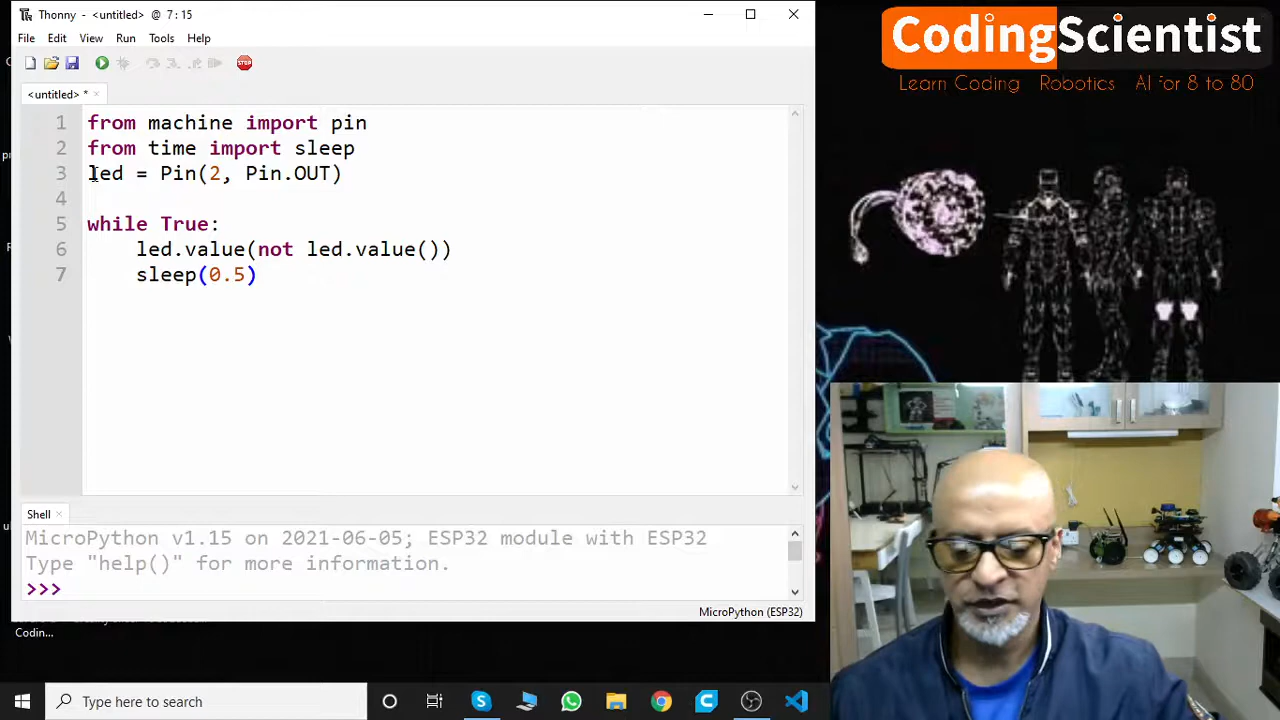 Thonny - <untitled> @ 7:15
File Edit View Run Tools Help
STOP
<untitled> *
1 from machine import pin
2 from time import sleep
3 led = Pin(2, Pin.OUT)
4
5 while True:
6 led.value(not led.value())
7 sleep(0.5)
Shell
MicroPython v1.15 on 2021-06-05; ESP32 module with ESP32
Type "help()" for more information.
>>>
MicroPython (ESP32)
Codin...
Type here to search
CodingScientist
Learn Coding Robotics AI for 8 to 80